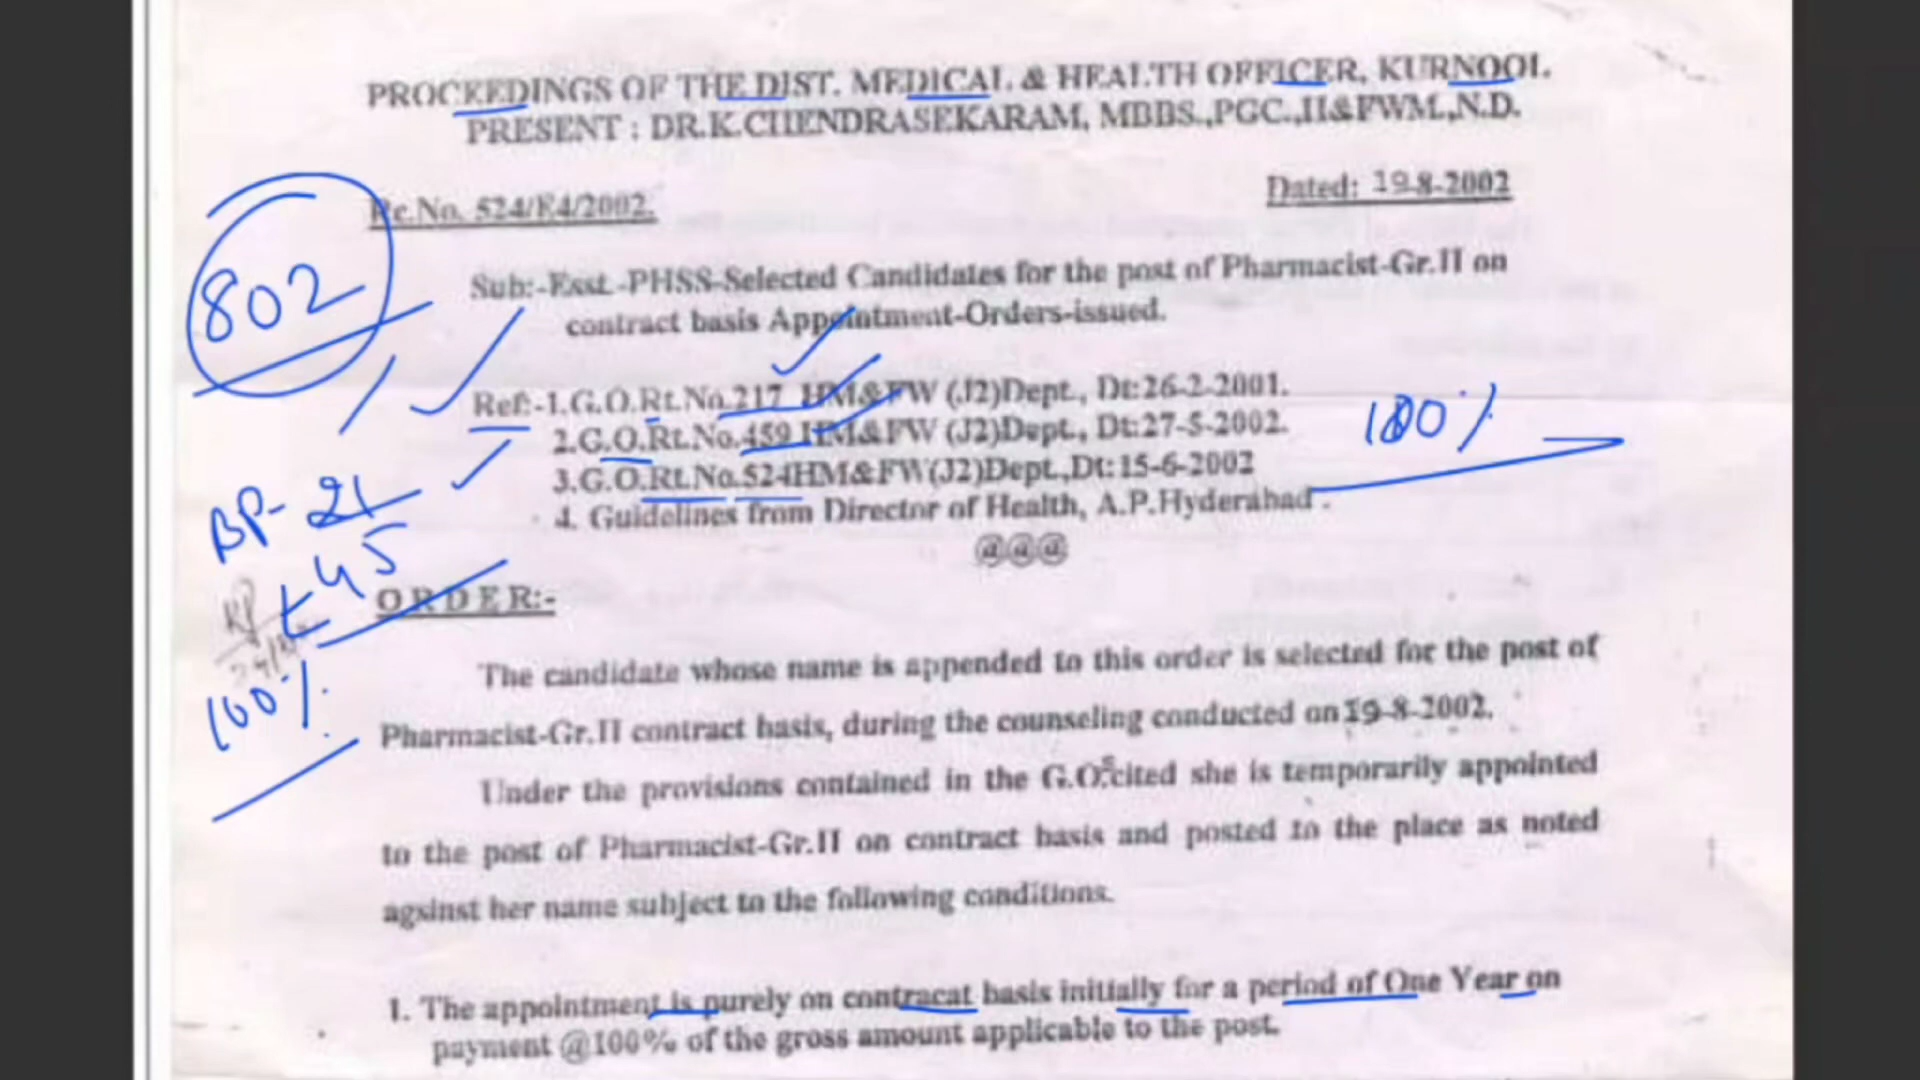 PROCEEDINGS OF THE DIST. MEDICAL & HEALTH OFFICER, KURNOOL.
PRESENT : DR.K.CHENDRASEKARAM, MBBS.,PGC.,H&FWM.,N.D.
Rc.No. 524/E4/2002.
Dated: 19-8-2002
802
Sub:-Esst.-PHSS-Selected Candidates for the post of Pharmacist-Gr.II on
contract basis Appointment-Orders-issued.
Ref:-1.G.O.Rt.No.217 HM&FW (J2)Dept., Dt:26-2-2001.
2.G.O.Rt.No.459 HM&FW (J2)Dept., Dt:27-5-2002.
3.G.O.Rt.No.524HM&FW(J2)Dept.,Dt:15-6-2002
4. Guidelines from Director of Health, A.P.Hyderabad .
100%
@@@
BP- 21
45
100%
ORDER:-
The candidate whose name is appended to this order is selected for the post of
Pharmacist-Gr.II contract basis, during the counseling conducted on 19-8-2002.
Under the provisions contained in the G.O.s cited she is temporarily appointed
to the post of Pharmacist-Gr.II on contract basis and posted to the place as noted
agsinst her name subject to the following conditions.
1. The appointment is purely on contracat basis initially for a period of One Year on
payment @100% of the gross amount applicable to the post.